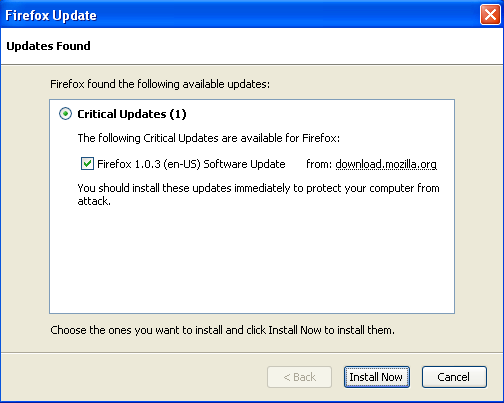 Firefox Update
Updates Found
Firefox found the following available updates:
Critical Updates (1)
The following Critical Updates are available for Firefox:
Firefox 1.0.3 (en-US) Software Update from: download.mozilla.org
You should install these updates immediately to protect your computer from
attack.
Choose the ones you want to install and click Install Now to install them.
< Back Install Now Cancel